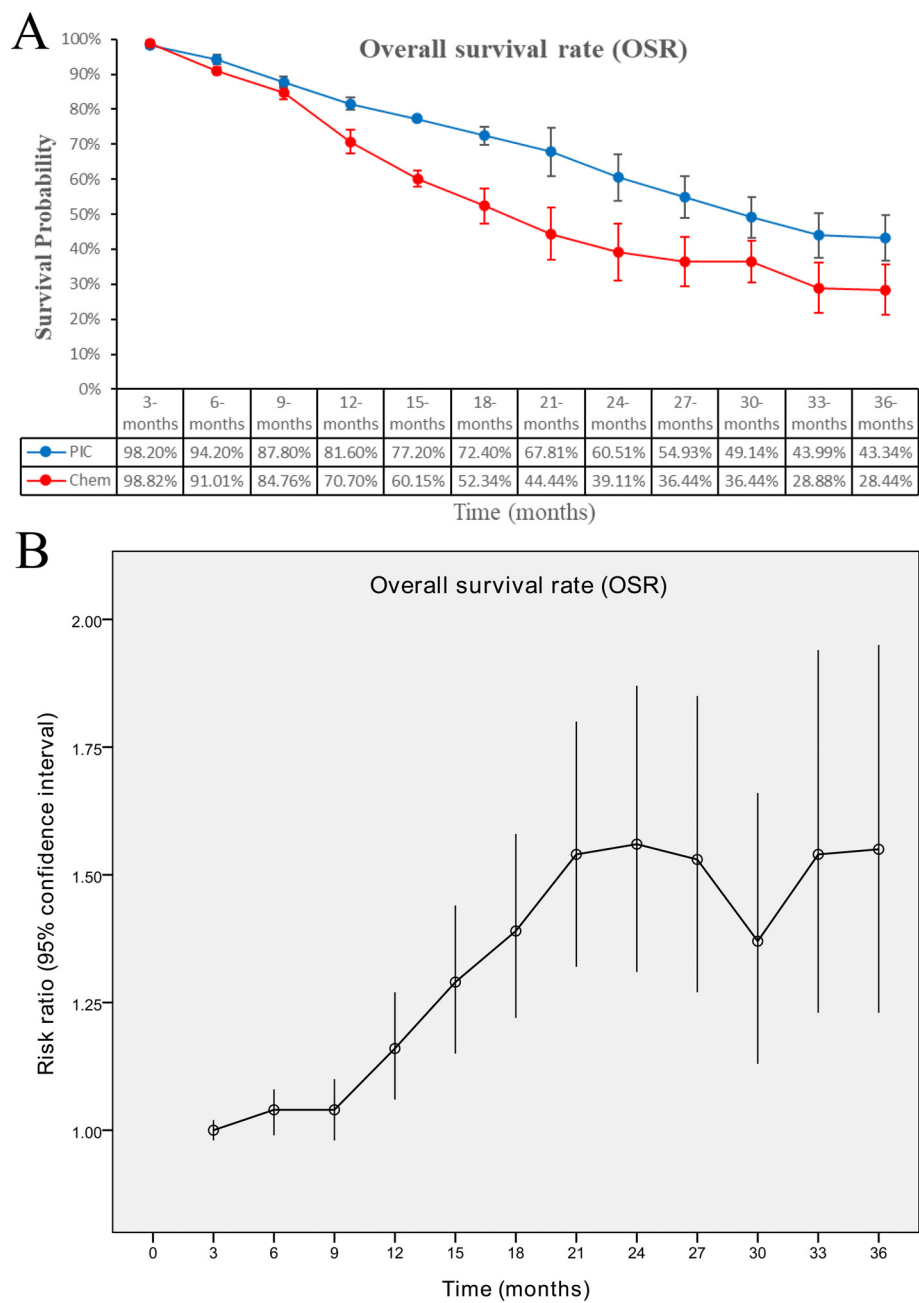 A
Overall survival rate (OSR)
Survival Probability
100%
90%
80%
70%
60%
50%
40%
30%
20%
10%
0%
3-months 6-months 9-months 12-months 15-months 18-months 21-months 24-months 27-months 30-months 33-months 36-months
PIC 98.20% 94.20% 87.80% 81.60% 77.20% 72.40% 67.81% 60.51% 54.93% 49.14% 43.99% 43.34%
Chem 98.82% 91.01% 84.76% 70.70% 60.15% 52.34% 44.44% 39.11% 36.44% 36.44% 28.88% 28.44%
Time (months)
B
Overall survival rate (OSR)
Risk ratio (95% confidence interval)
2.00
1.75
1.50
1.25
1.00
0 3 6 9 12 15 18 21 24 27 30 33 36
Time (months)